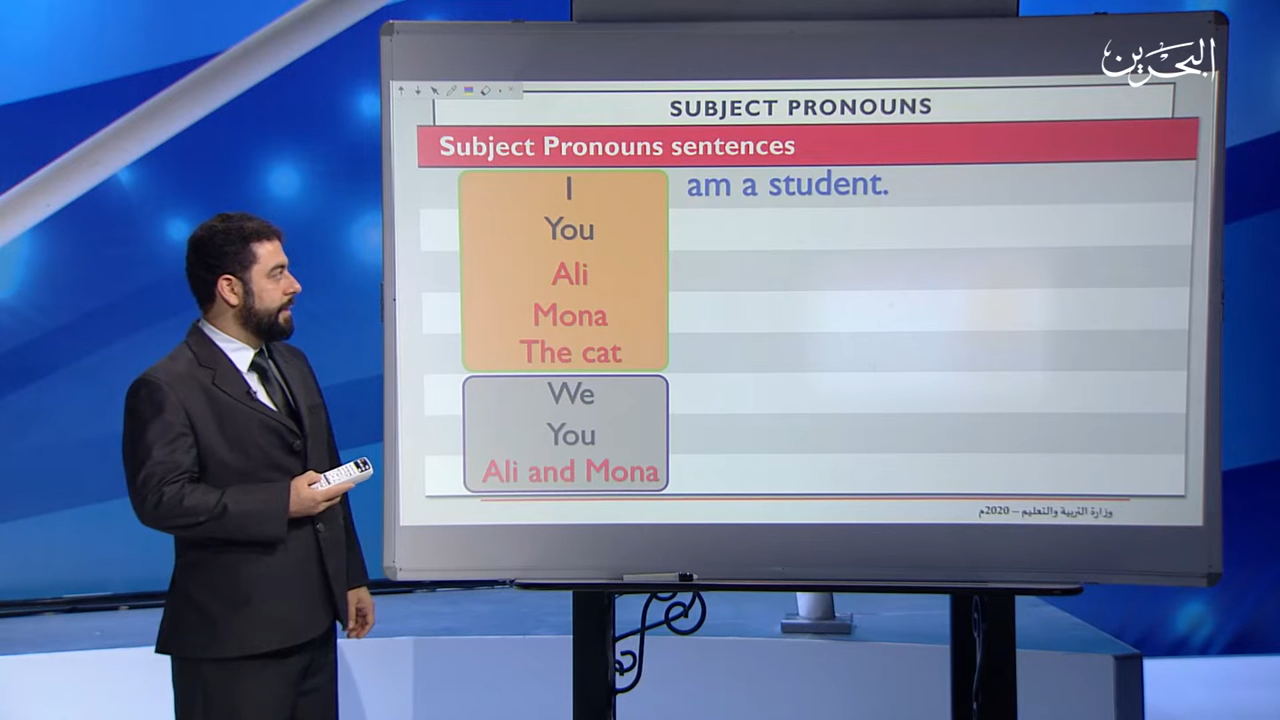 البحرين
SUBJECT PRONOUNS
Subject Pronouns sentences
I am a student.
You
Ali
Mona
The cat
We
You
Ali and Mona
وزارة التربية والتعليم – 2020م